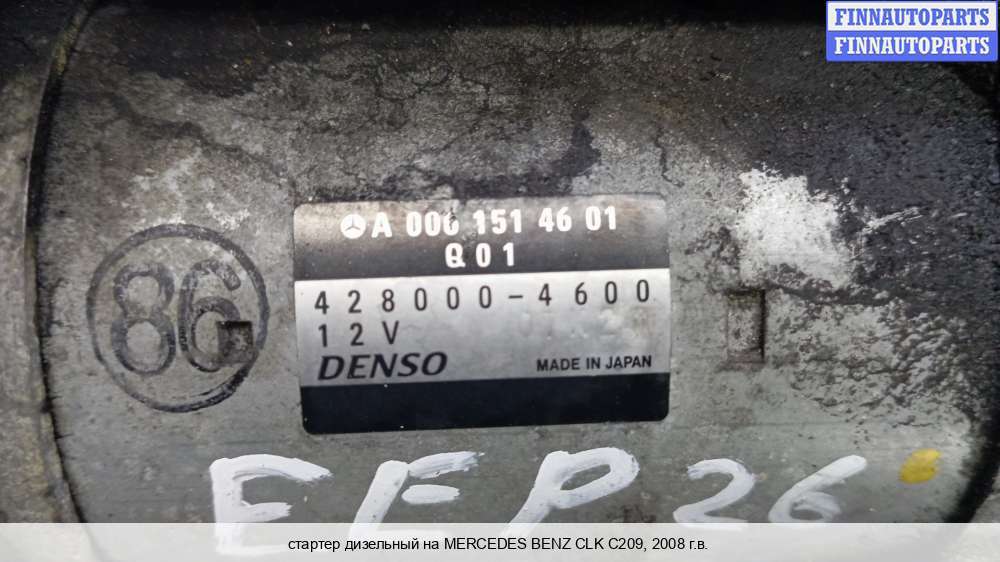 FINNAUTOPARTS
FINNAUTOPARTS
A 006 151 46 01
Q01
86
428000-4600
12V
DENSO MADE IN JAPAN
EFP26
стартер дизельный на MERCEDES BENZ CLK C209, 2008 г.в.